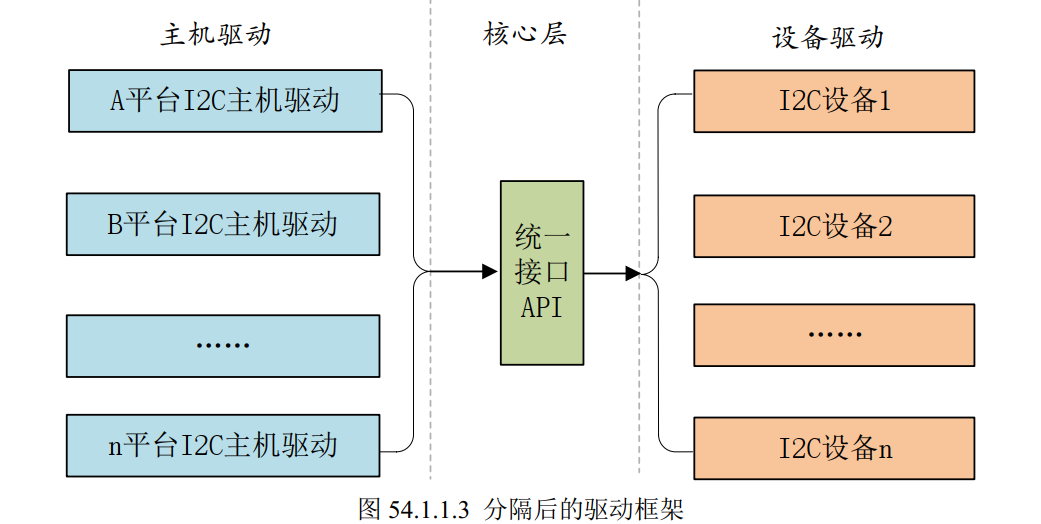 主机驱动
核心层
设备驱动
A平台I2C主机驱动
I2C设备1
B平台I2C主机驱动
I2C设备2
统一
接口
API
……
……
n平台I2C主机驱动
I2C设备n
图 54.1.1.3 分隔后的驱动框架